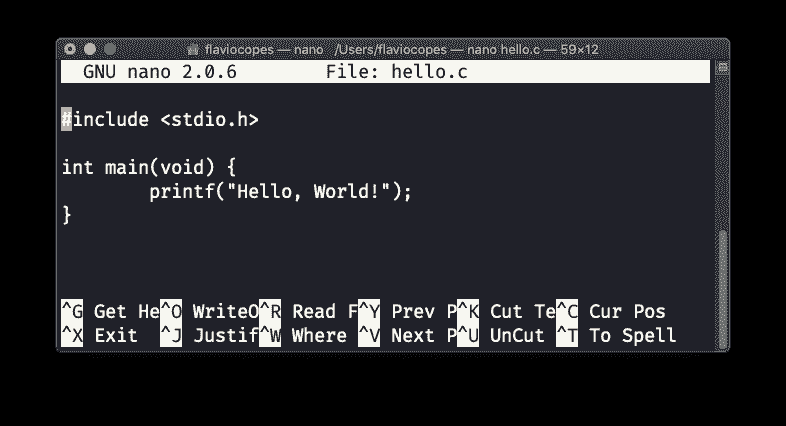 flaviocopes — nano /Users/flaviocopes — nano hello.c — 59×12
GNU nano 2.0.6 File: hello.c
#include <stdio.h>
int main(void) {
printf("Hello, World!");
}
^G Get He^O WriteO^R Read F^Y Prev P^K Cut Te^C Cur Pos
^X Exit ^J Justif^W Where ^V Next P^U UnCut ^T To Spell